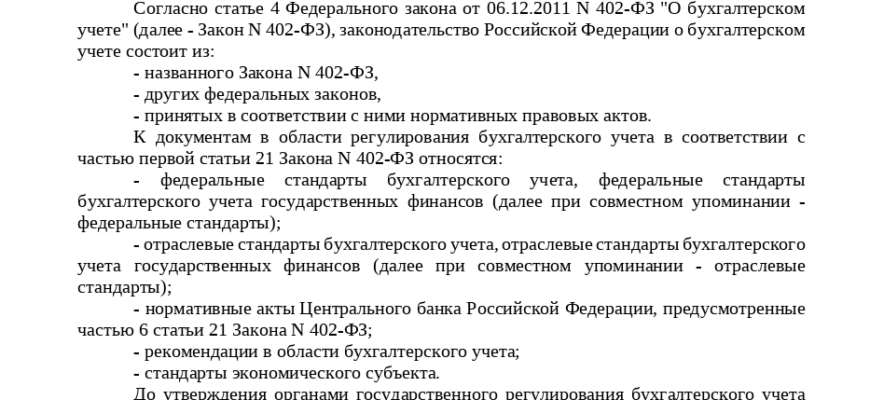 Согласно статье 4 Федерального закона от 06.12.2011 N 402-ФЗ "О бухгалтерском
учете" (далее - Закон N 402-ФЗ), законодательство Российской Федерации о бухгалтерском
учете состоит из:
- названного Закона N 402-ФЗ,
- других федеральных законов,
- принятых в соответствии с ними нормативных правовых актов.
К документам в области регулирования бухгалтерского учета в соответствии с
частью первой статьи 21 Закона N 402-ФЗ относятся:
- федеральные стандарты бухгалтерского учета, федеральные стандарты
бухгалтерского учета государственных финансов (далее при совместном упоминании -
федеральные стандарты);
- отраслевые стандарты бухгалтерского учета, отраслевые стандарты бухгалтерского
учета государственных финансов (далее при совместном упоминании - отраслевые
стандарты);
- нормативные акты Центрального банка Российской Федерации, предусмотренные
частью 6 статьи 21 Закона N 402-ФЗ;
- рекомендации в области бухгалтерского учета;
- стандарты экономического субъекта.
До утверждения органами государственного регулирования бухгалтерского учета